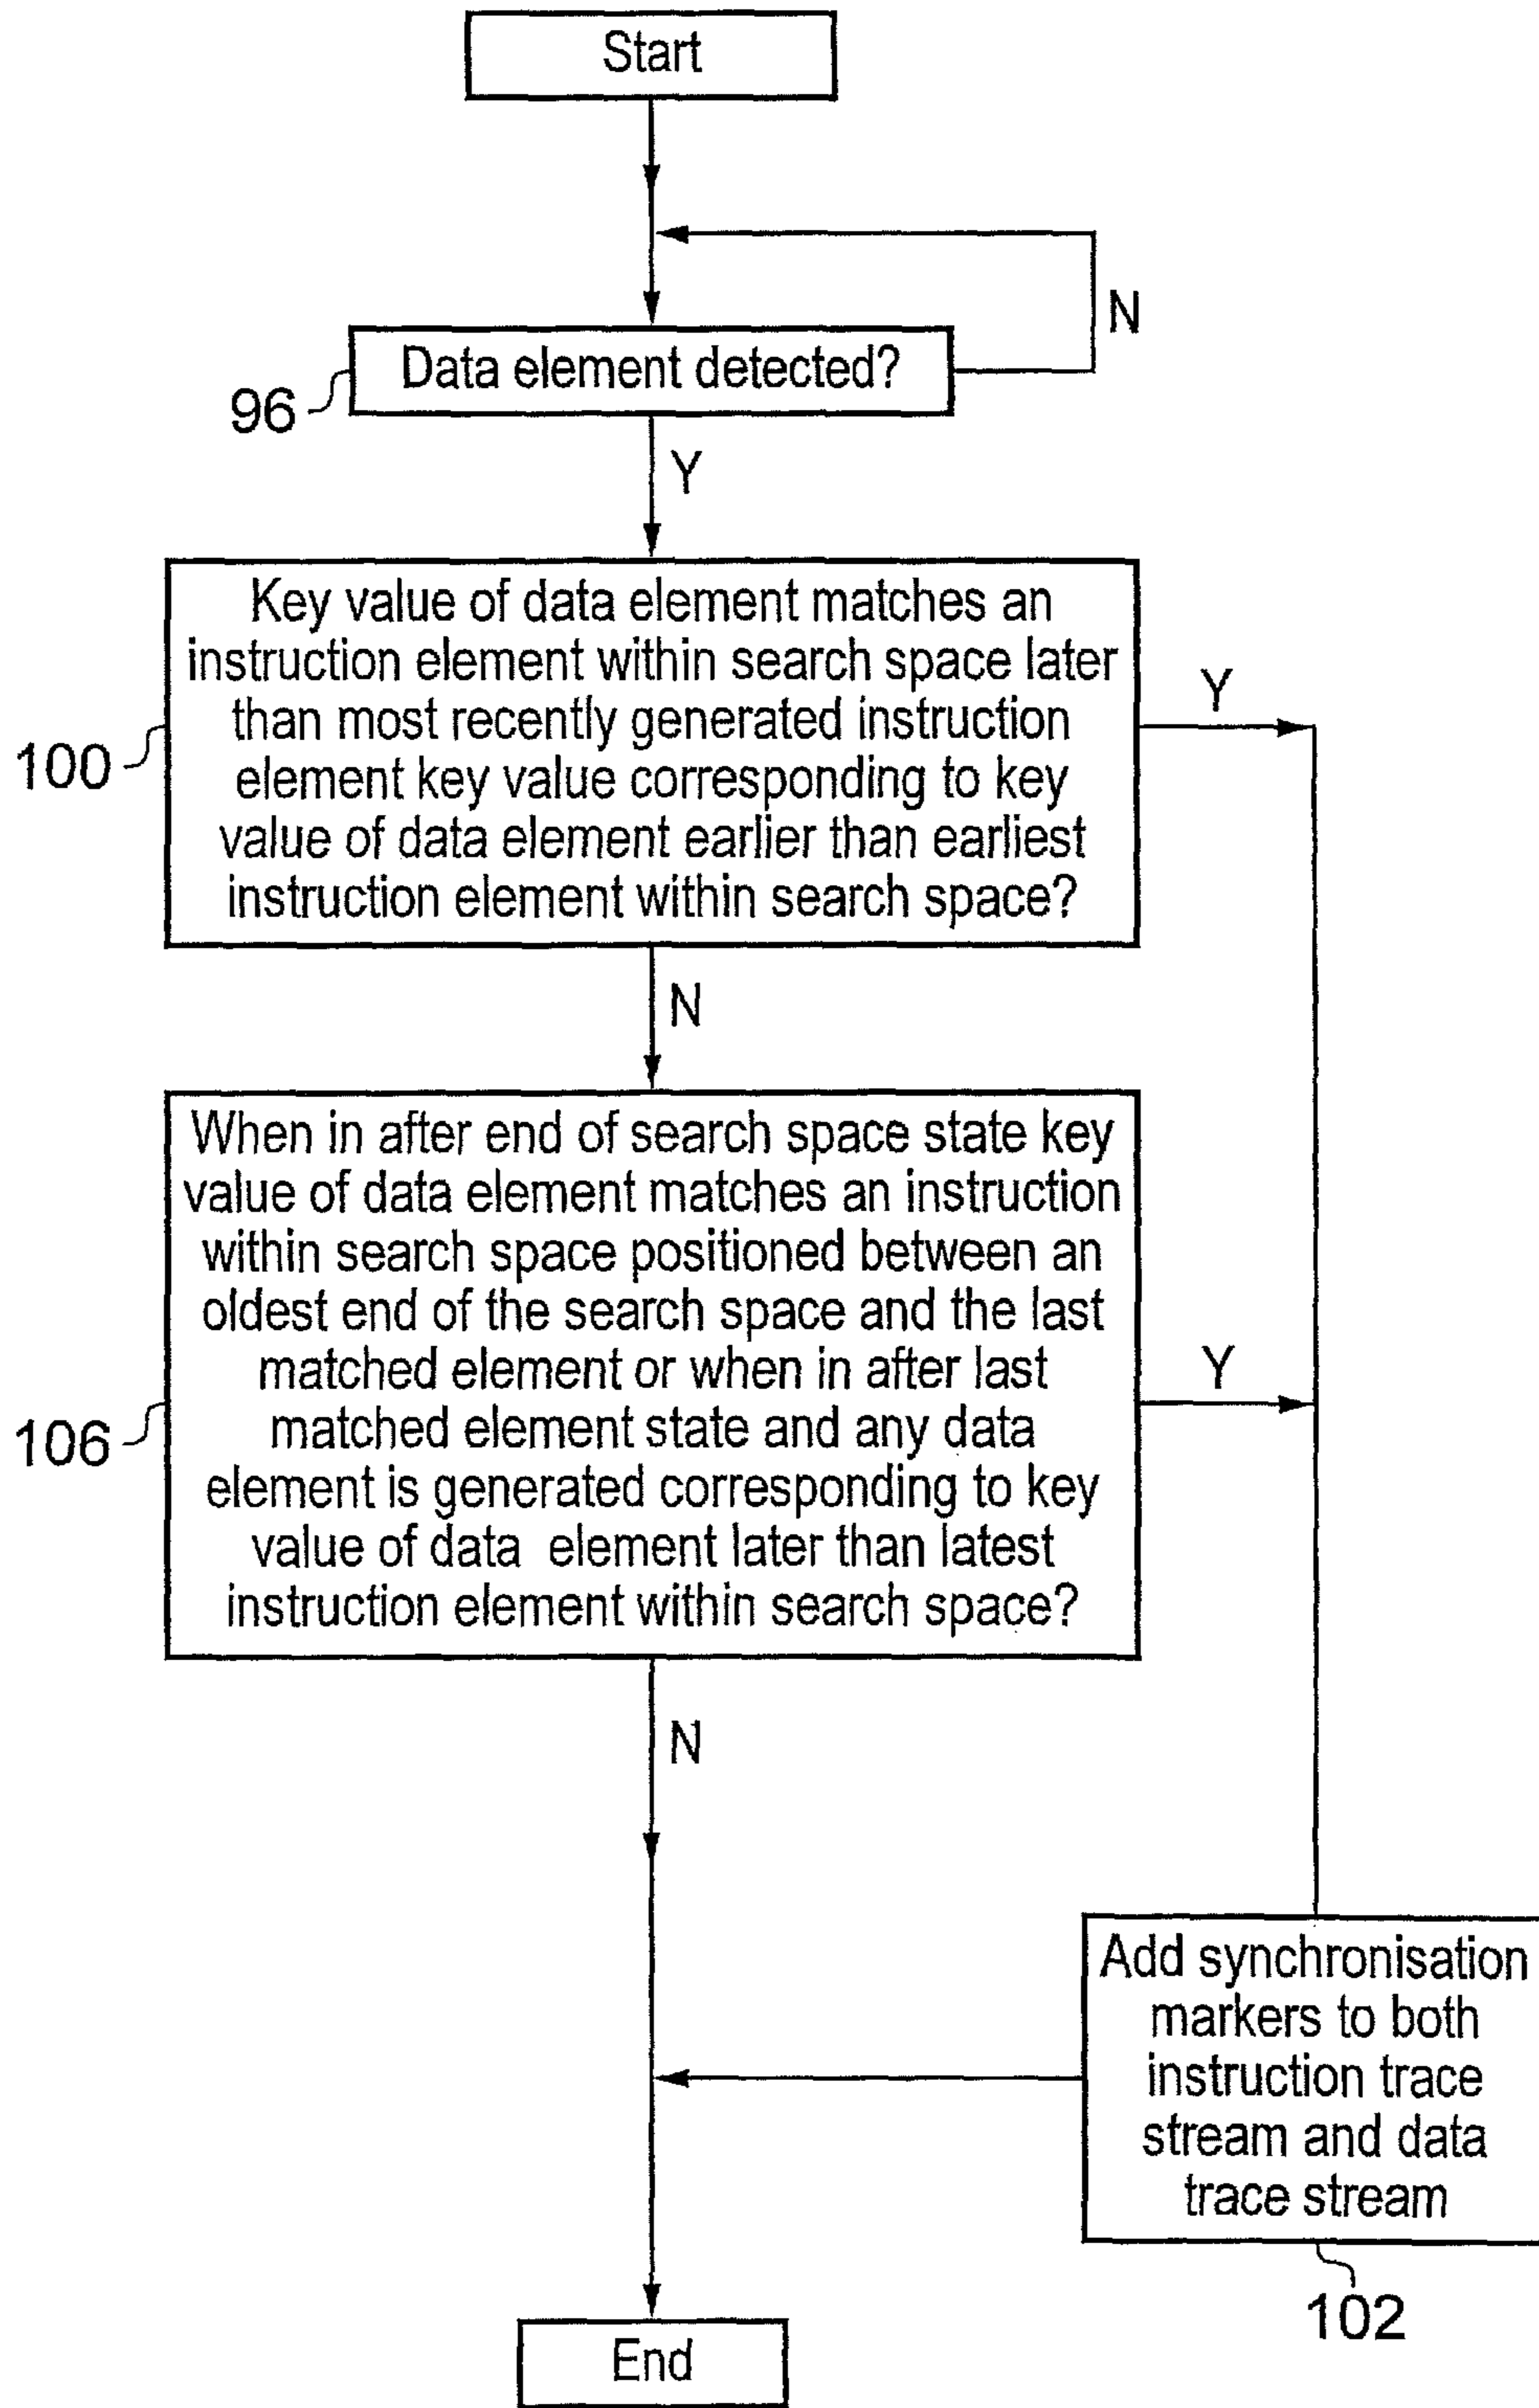 Start
N
Data element detected?
96
Y
Key value of data element matches an
instruction element within search space later
than most recently generated instruction
element key value corresponding to key
value of data element earlier than earliest
instruction element within search space?
Y
100
N
When in after end of search space state key
value of data element matches an instruction
within search space positioned between an
oldest end of the search space and the last
matched element or when in after last
matched element state and any data
element is generated corresponding to key
value of data element later than latest
instruction element within search space?
Y
106
N
Add synchronisation
markers to both
instruction trace
stream and data
trace stream
102
End